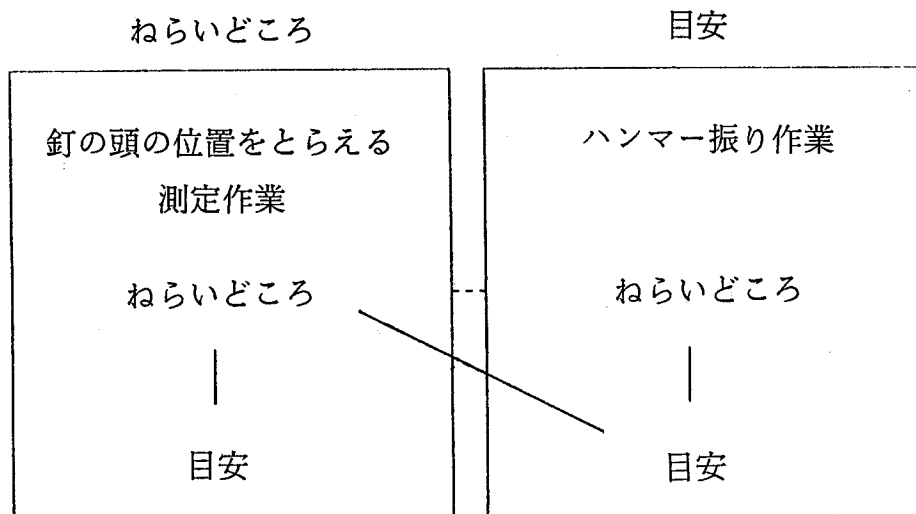 ねらいどころ
目安
釘の頭の位置をとらえる
測定作業
ねらいどころ
目安
ハンマー振り作業
ねらいどころ
目安